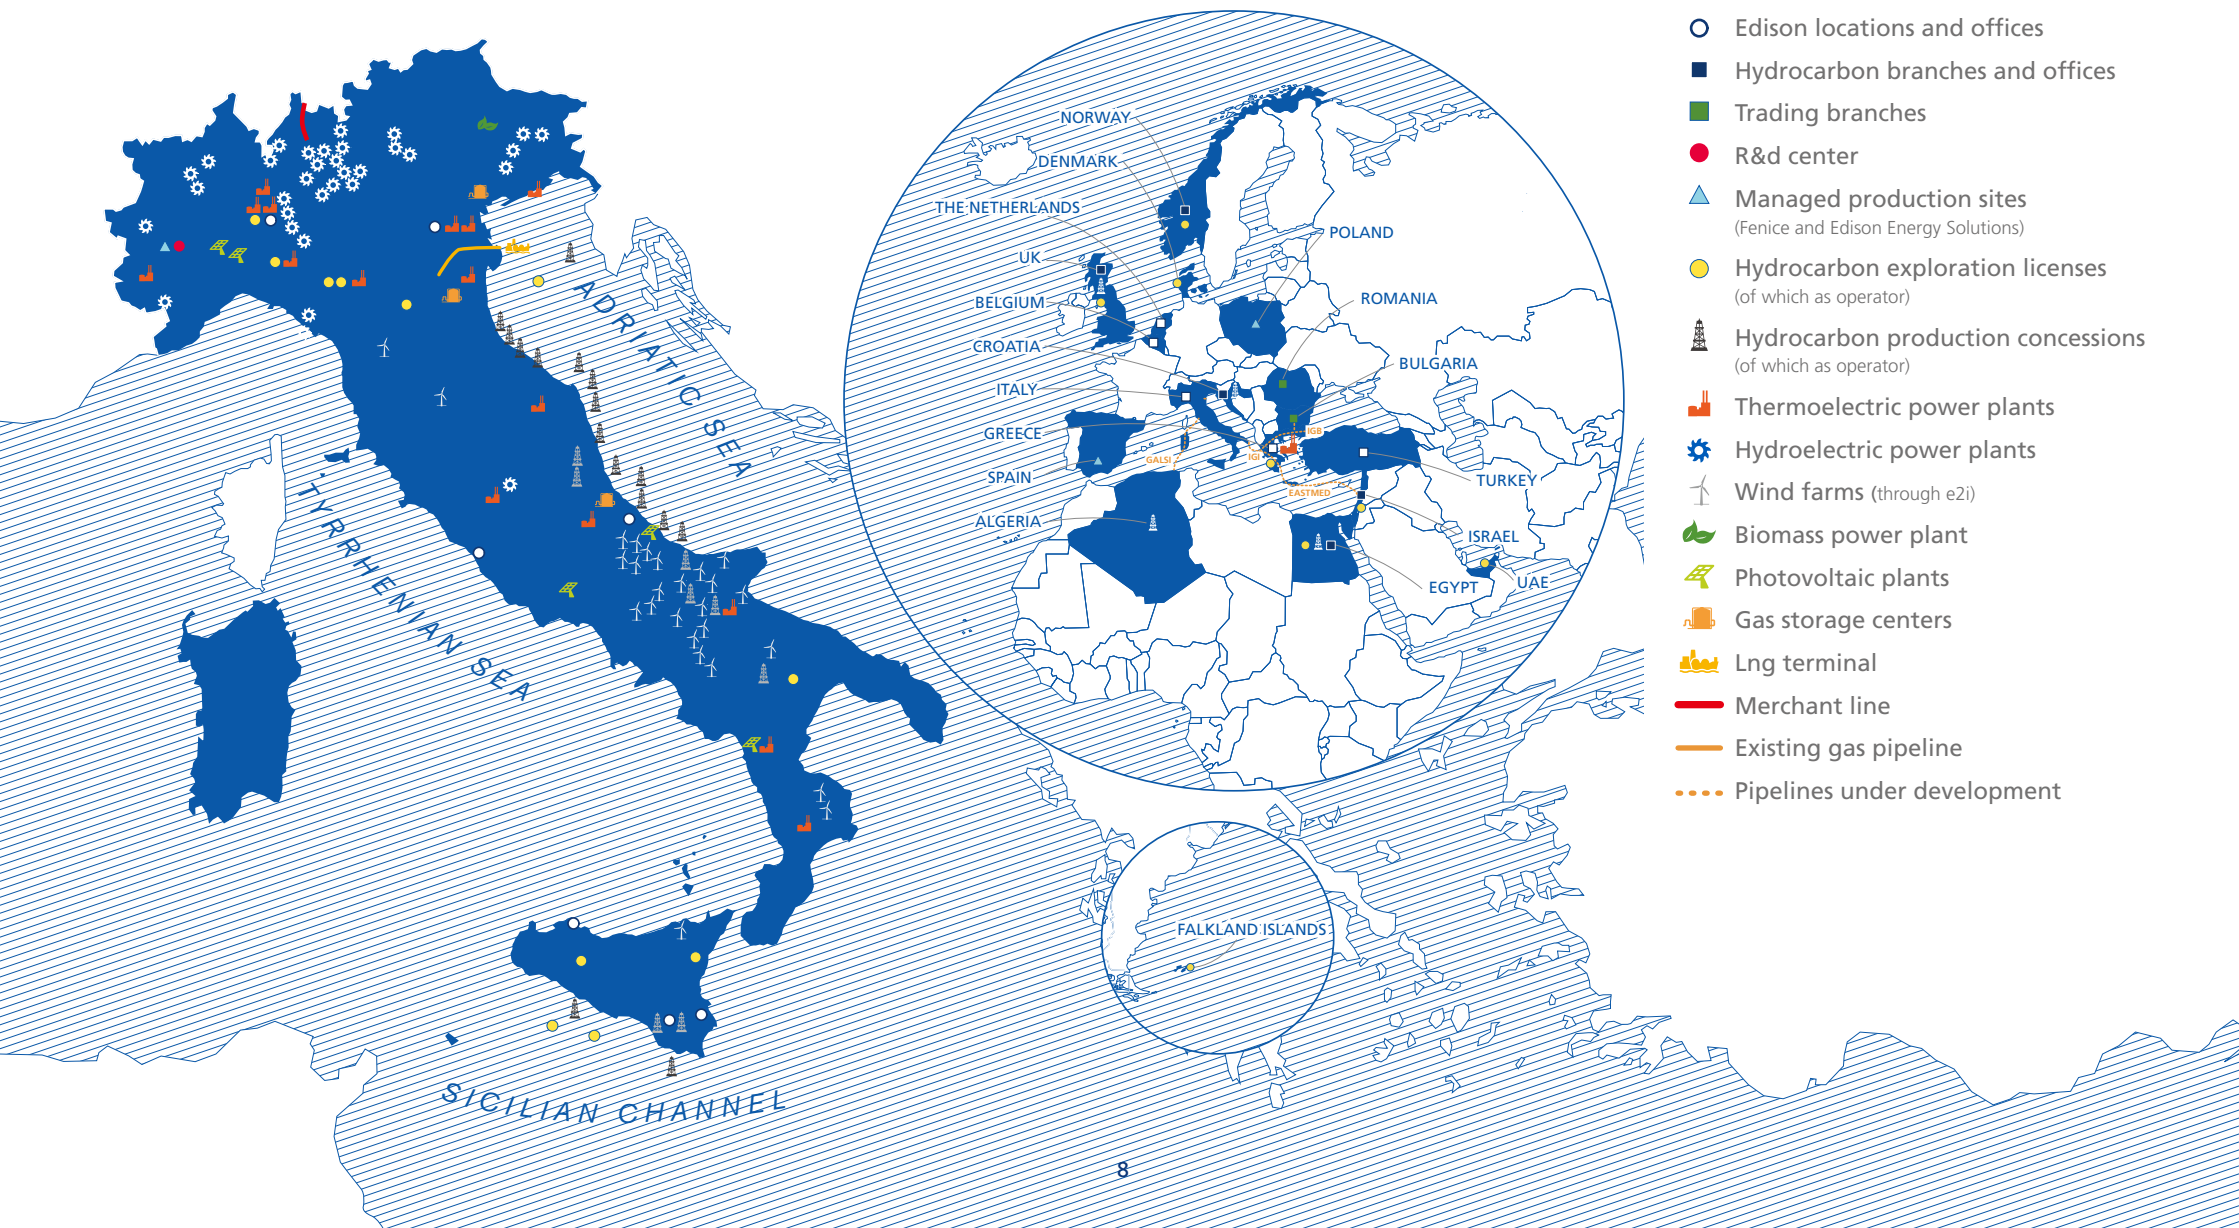 ADRIATIC SEA
TYRRHENIAN SEA
SICILIAN CHANNEL
NORWAY
DENMARK
THE NETHERLANDS
POLAND
UK
ROMANIA
BELGIUM
CROATIA
BULGARIA
ITALY
GREECE
IGB
IGI
GALSI
SPAIN
TURKEY
EASTMED
ALGERIA
ISRAEL
UAE
EGYPT
FALKLAND ISLANDS
Edison locations and offices
Hydrocarbon branches and offices
Trading branches
R&d center
Managed production sites
(Fenice and Edison Energy Solutions)
Hydrocarbon exploration licenses
(of which as operator)
Hydrocarbon production concessions
(of which as operator)
Thermoelectric power plants
Hydroelectric power plants
Wind farms (through e2i)
Biomass power plant
Photovoltaic plants
Gas storage centers
Lng terminal
Merchant line
Existing gas pipeline
Pipelines under development
8